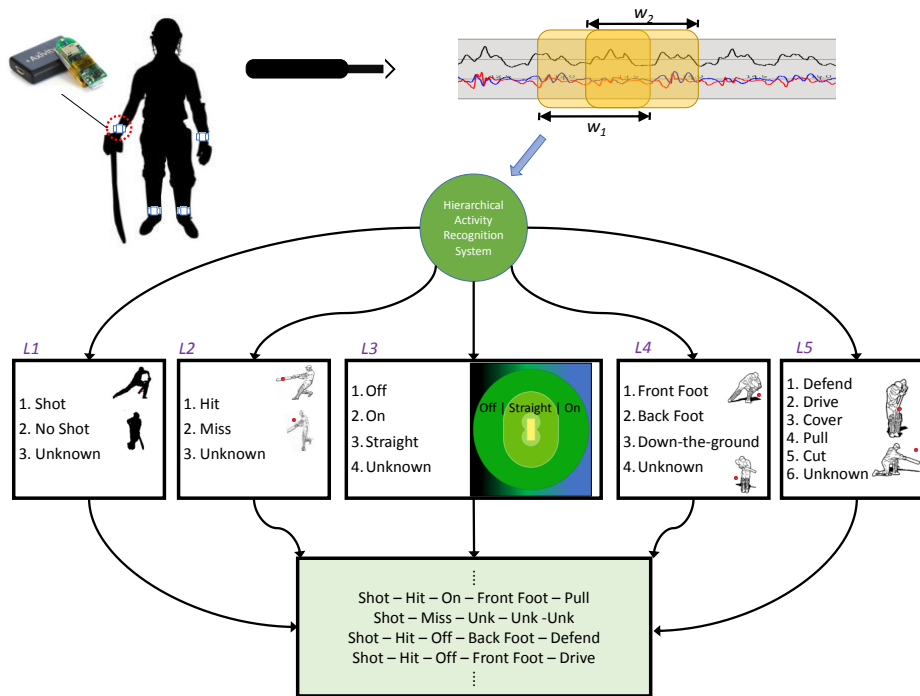 Axivity
w2
w1
Hierarchical
Activity
Recognition
System
L1
1. Shot
2. No Shot
3. Unknown
L2
1. Hit
2. Miss
3. Unknown
L3
1. Off
2. On
3. Straight
4. Unknown
Off | Straight | On
L4
1. Front Foot
2. Back Foot
3. Down-the-ground
4. Unknown
L5
1. Defend
2. Drive
3. Cover
4. Pull
5. Cut
6. Unknown
Shot – Hit – On – Front Foot – Pull
Shot – Miss – Unk – Unk -Unk
Shot – Hit – Off – Back Foot – Defend
Shot – Hit – Off – Front Foot – Drive